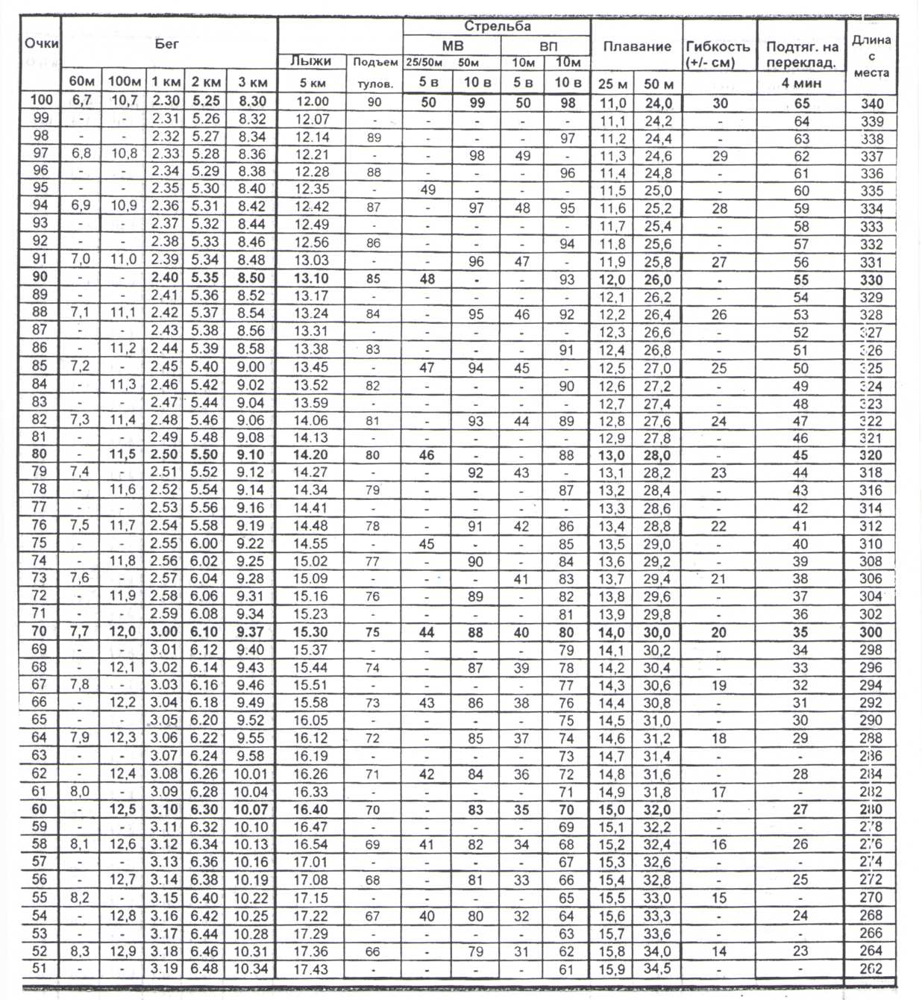 Стрельба
Очки Бег МВ ВП Плавание Гибкость Подтяг. на Длина
Лыжи Подъем 25/50м 50м 10м 10м (+/- см) переклад. с
60м 100м 1 км 2 км 3 км 5 км тулов. 5 в 10 в 5 в 10 в 25 м 50 м 4 мин места
100 6,7 10,7 2.30 5.25 8.30 12.00 90 50 99 50 98 11,0 24,0 30 65 340
99 - - 2.31 5.26 8.32 12.07 - - - - - 11,1 24,2 - 64 339
98 - - 2.32 5.27 8.34 12.14 89 - - - 97 11,2 24,4 - 63 338
97 6,8 10,8 2.33 5.28 8.36 12.21 - - 98 49 - 11,3 24,6 29 62 337
96 - - 2.34 5.29 8.38 12.28 88 - - - 96 11,4 24,8 - 61 336
95 - - 2.35 5.30 8.40 12.35 - 49 - - - 11,5 25,0 - 60 335
94 6,9 10,9 2.36 5.31 8.42 12.42 87 - 97 48 95 11,6 25,2 28 59 334
93 - - 2.37 5.32 8.44 12.49 - - - - - 11,7 25,4 - 58 333
92 - - 2.38 5.33 8.46 12.56 86 - - - 94 11,8 25,6 - 57 332
91 7,0 11,0 2.39 5.34 8.48 13.03 - - 96 47 - 11,9 25,8 27 56 331
90 - - 2.40 5.35 8.50 13.10 85 48 - - 93 12,0 26,0 - 55 330
89 - - 2.41 5.36 8.52 13.17 - - - - - 12,1 26,2 - 54 329
88 7,1 11,1 2.42 5.37 8.54 13.24 84 - 95 46 92 12,2 26,4 26 53 328
87 - - 2.43 5.38 8.56 13.31 - - - - - 12,3 26,6 - 52 327
86 - 11,2 2.44 5.39 8.58 13.38 83 - - - 91 12,4 26,8 - 51 326
85 7,2 - 2.45 5.40 9.00 13.45 - 47 94 45 - 12,5 27,0 25 50 325
84 - 11,3 2.46 5.42 9.02 13.52 82 - - - 90 12,6 27,2 - 49 324
83 - - 2.47 5.44 9.04 13.59 - - - - - 12,7 27,4 - 48 323
82 7,3 11,4 2.48 5.46 9.06 14.06 81 - 93 44 89 12,8 27,6 24 47 322
81 - - 2.49 5.48 9.08 14.13 - - - - - 12,9 27,8 - 46 321
80 - 11,5 2.50 5.50 9.10 14.20 80 46 - - 88 13,0 28,0 - 45 320
79 7,4 - 2.51 5.52 9.12 14.27 - - 92 43 - 13,1 28,2 23 44 318
78 - 11,6 2.52 5.54 9.14 14.34 79 - - - 87 13,2 28,4 - 43 316
77 - - 2.53 5.56 9.16 14.41 - - - - - 13,3 28,6 - 42 314
76 7,5 11,7 2.54 5.58 9.19 14.48 78 - 91 42 86 13,4 28,8 22 41 312
75 - - 2.55 6.00 9.22 14.55 - 45 - - 85 13,5 29,0 - 40 310
74 - 11,8 2.56 6.02 9.25 15.02 77 - 90 - 84 13,6 29,2 - 39 308
73 7,6 - 2.57 6.04 9.28 15.09 - - - 41 83 13,7 29,4 21 38 306
72 - 11,9 2.58 6.06 9.31 15.16 76 - 89 - 82 13,8 29,6 - 37 304
71 - - 2.59 6.08 9.34 15.23 - - - - 81 13,9 29,8 - 36 302
70 7,7 12,0 3.00 6.10 9.37 15.30 75 44 88 40 80 14,0 30,0 20 35 300
69 - - 3.01 6.12 9.40 15.37 - - - - 79 14,1 30,2 - 34 298
68 - 12,1 3.02 6.14 9.43 15.44 74 - 87 39 78 14,2 30,4 - 33 296
67 7,8 - 3.03 6.16 9.46 15.51 - - - - 77 14,3 30,6 19 32 294
66 - 12,2 3.04 6.18 9.49 15.58 73 43 86 38 76 14,4 30,8 - 31 292
65 - - 3.05 6.20 9.52 16.05 - - - - 75 14,5 31,0 - 30 290
64 7,9 12,3 3.06 6.22 9.55 16.12 72 - 85 37 74 14,6 31,2 18 29 288
63 - - 3.07 6.24 9.58 16.19 - - - - 73 14,7 31,4 - - 286
62 - 12,4 3.08 6.26 10.01 16.26 71 42 84 36 72 14,8 31,6 - 28 284
61 8,0 - 3.09 6.28 10.04 16.33 - - - - 71 14,9 31,8 17 - 282
60 - 12,5 3.10 6.30 10.07 16.40 70 - 83 35 70 15,0 32,0 - 27 280
59 - - 3.11 6.32 10.10 16.47 - - - - 69 15,1 32,2 - - 278
58 8,1 12,6 3.12 6.34 10.13 16.54 69 41 82 34 68 15,2 32,4 16 26 276
57 - - 3.13 6.36 10.16 17.01 - - - - 67 15,3 32,6 - - 274
56 - 12,7 3.14 6.38 10.19 17.08 68 - 81 33 66 15,4 32,8 - 25 272
55 8,2 - 3.15 6.40 10.22 17.15 - - - - 65 15,5 33,0 15 - 270
54 - 12,8 3.16 6.42 10.25 17.22 67 40 80 32 64 15,6 33,3 - 24 268
53 - - 3.17 6.44 10.28 17.29 - - - - 63 15,7 33,6 - - 266
52 8,3 12,9 3.18 6.46 10.31 17.36 66 - 79 31 62 15,8 34,0 14 23 264
51 - - 3.19 6.48 10.34 17.43 - - - - 61 15,9 34,5 - - 262